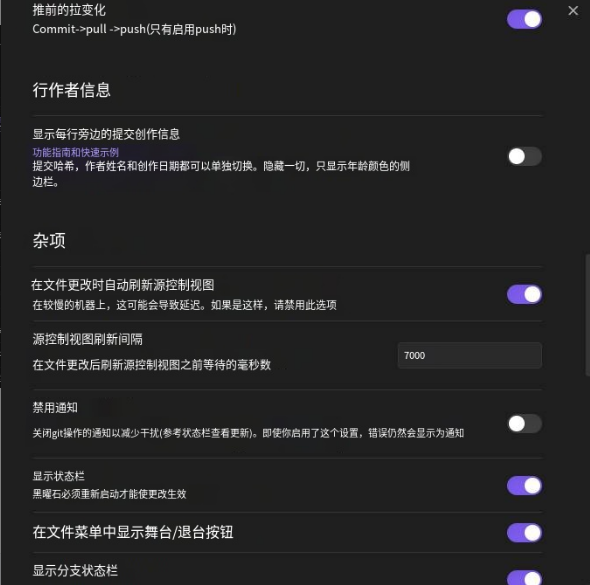 推前的拉变化
Commit->pull ->push(只有启用push时)
行作者信息
显示每行旁边的提交创作信息
功能指南和快速示例
提交哈希，作者姓名和创作日期都可以单独切换。隐藏一切，只显示年龄颜色的侧
边栏。
杂项
在文件更改时自动刷新源控制视图
在较慢的机器上，这可能会导致延迟。如果是这样，请禁用此选项
源控制视图刷新间隔
在文件更改后刷新源控制视图之前等待的毫秒数
7000
禁用通知
关闭git操作的通知以减少干扰(参考状态栏查看更新)。即使你启用了这个设置，错误仍然会显示为通知
显示状态栏
黑曜石必须重新启动才能使更改生效
在文件菜单中显示舞台/退台按钮
显示分支状态栏